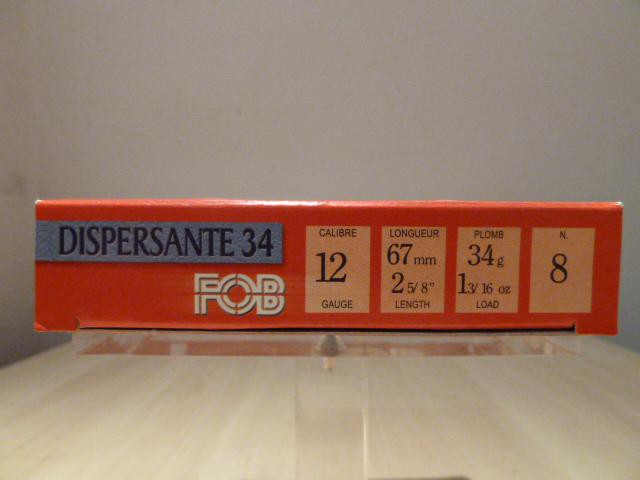 DISPERSANTE 34
FOB
CALIBRE
12
GAUGE
LONGUEUR
67 mm
2 5/8"
LENGTH
PLOMB
34 g
1 3/16 oz
LOAD
N.
8